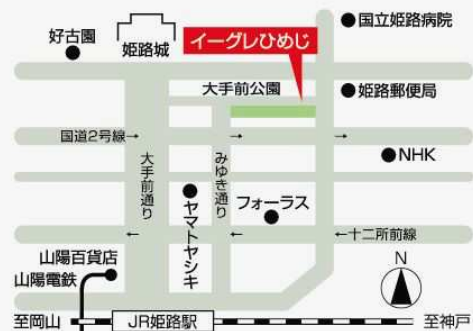 国立姫路病院
好古園
姫路城
イーグレひめじ
大手前公園
姫路郵便局
国道2号線→
→
→
NHK
大手前通り
みゆき通り
ヤマトヤシキ
フォーラス
←
←
←十二所前線
山陽百貨店
山陽電鉄
N
至岡山
JR姫路駅
至神戸